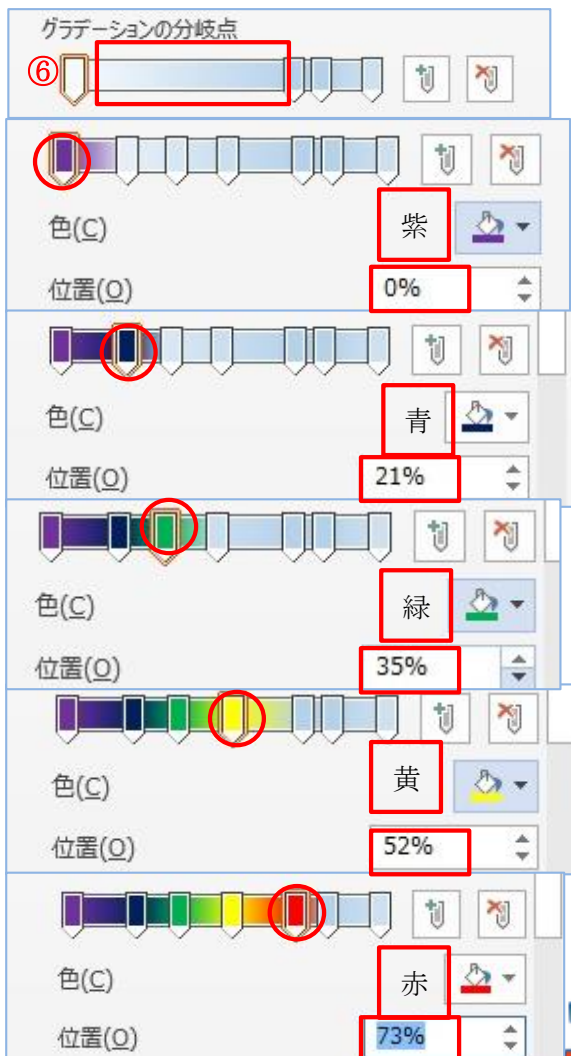 グラデーションの分岐点
⑥
色(C) 紫
位置(O) 0%
色(C) 青
位置(O) 21%
色(C) 緑
位置(O) 35%
色(C) 黄
位置(O) 52%
色(C) 赤
位置(O) 73%